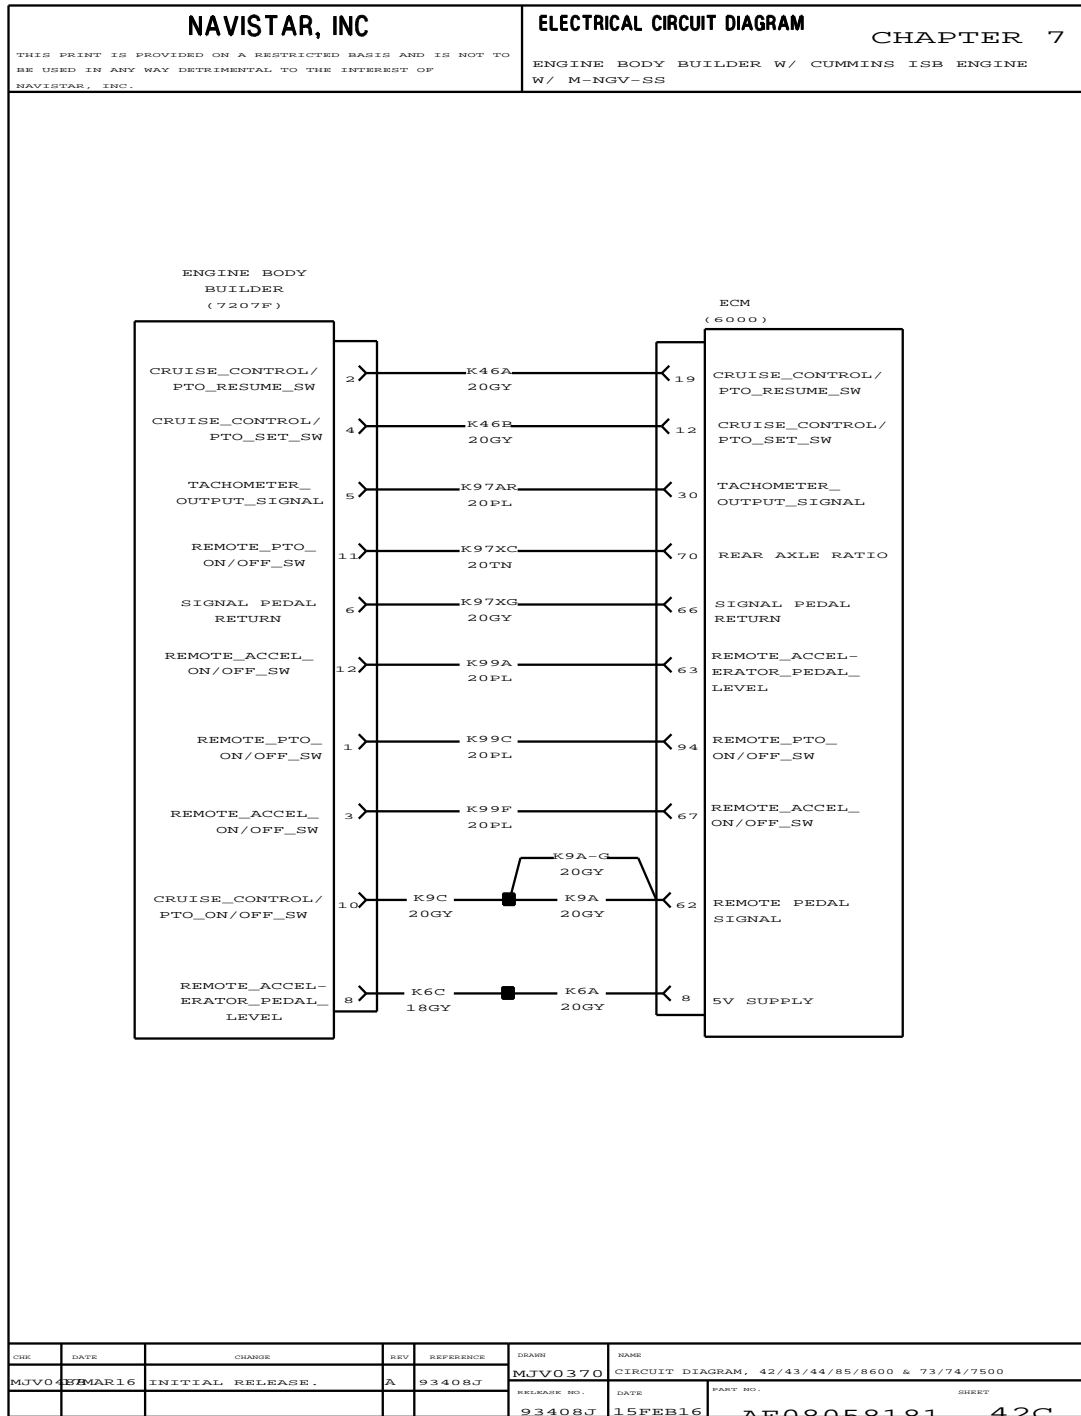 NAVISTAR, INC
THIS PRINT IS PROVIDED ON A RESTRICTED BASIS AND IS NOT TO
BE USED IN ANY WAY DETRIMENTAL TO THE INTEREST OF
NAVISTAR, INC.
ELECTRICAL CIRCUIT DIAGRAM
CHAPTER 7
ENGINE BODY BUILDER W/ CUMMINS ISB ENGINE
W/ M-NGV-SS
ENGINE BODY
BUILDER
(7207F)
ECM
(6000)
CRUISE_CONTROL/
PTO_RESUME_SW
2
K46A
20GY
19
CRUISE_CONTROL/
PTO_RESUME_SW
CRUISE_CONTROL/
PTO_SET_SW
4
K46B
20GY
12
CRUISE_CONTROL/
PTO_SET_SW
TACHOMETER_
OUTPUT_SIGNAL
5
K97AR
20PL
30
TACHOMETER_
OUTPUT_SIGNAL
REMOTE_PTO_
ON/OFF_SW
11
K97XC
20TN
70
REAR AXLE RATIO
SIGNAL PEDAL
RETURN
6
K97XG
20GY
66
SIGNAL PEDAL
RETURN
REMOTE_ACCEL_
ON/OFF_SW
12
K99A
20PL
63
REMOTE_ACCEL-
ERATOR_PEDAL_
LEVEL
REMOTE_PTO_
ON/OFF_SW
1
K99C
20PL
94
REMOTE_PTO_
ON/OFF_SW
REMOTE_ACCEL_
ON/OFF_SW
3
K99F
20PL
67
REMOTE_ACCEL_
ON/OFF_SW
K9A-G
20GY
CRUISE_CONTROL/
PTO_ON/OFF_SW
10
K9C
20GY
K9A
20GY
62
REMOTE PEDAL
SIGNAL
REMOTE_ACCEL-
ERATOR_PEDAL_
LEVEL
8
K6C
18GY
K6A
20GY
8
5V SUPPLY
CHK DATE CHANGE REV REFERENCE
MAR16 INITIAL RELEASE. A 93408J
DRAWN
MJV0370
NAME
CIRCUIT DIAGRAM, 42/43/44/85/8600 & 73/74/7500
RELEASE NO.
93408J
DATE
15FEB16
PART NO.
AE08058181
SHEET
42C